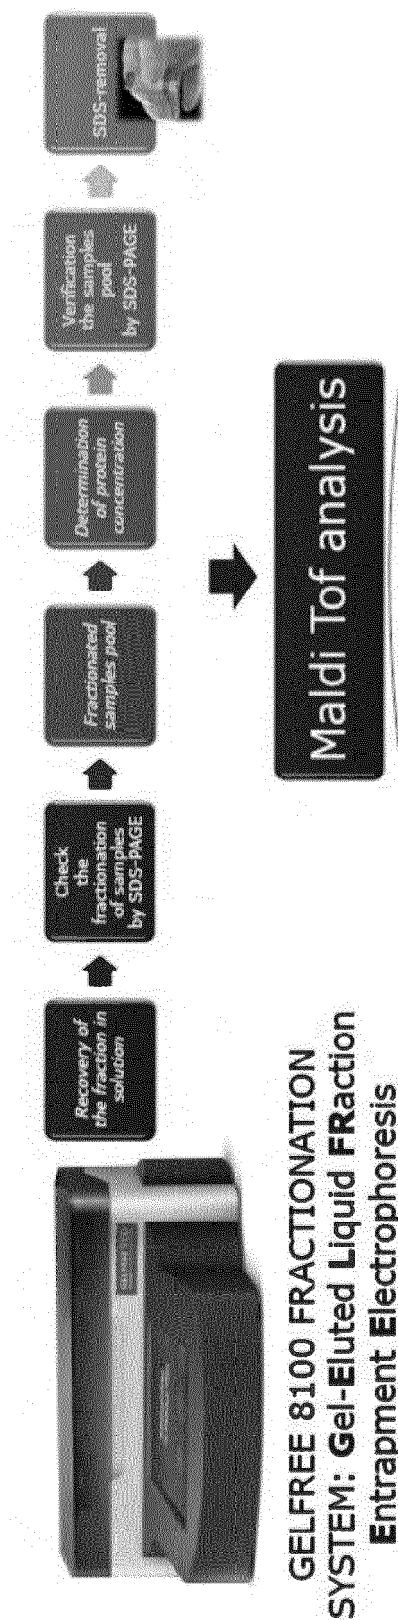 Recovery of
the fraction in
solution
Check
the
fractionation
of samples
by SDS-PAGE
Fractionated
samples pool
Determination
of protein
concentration
Verification
the samples
pool
by SDS-PAGE
SDS-removal
GELFREE 8100 FRACTIONATION
SYSTEM: Gel-Eluted Liquid FRaction
Entrapment Electrophoresis
Maldi Tof analysis